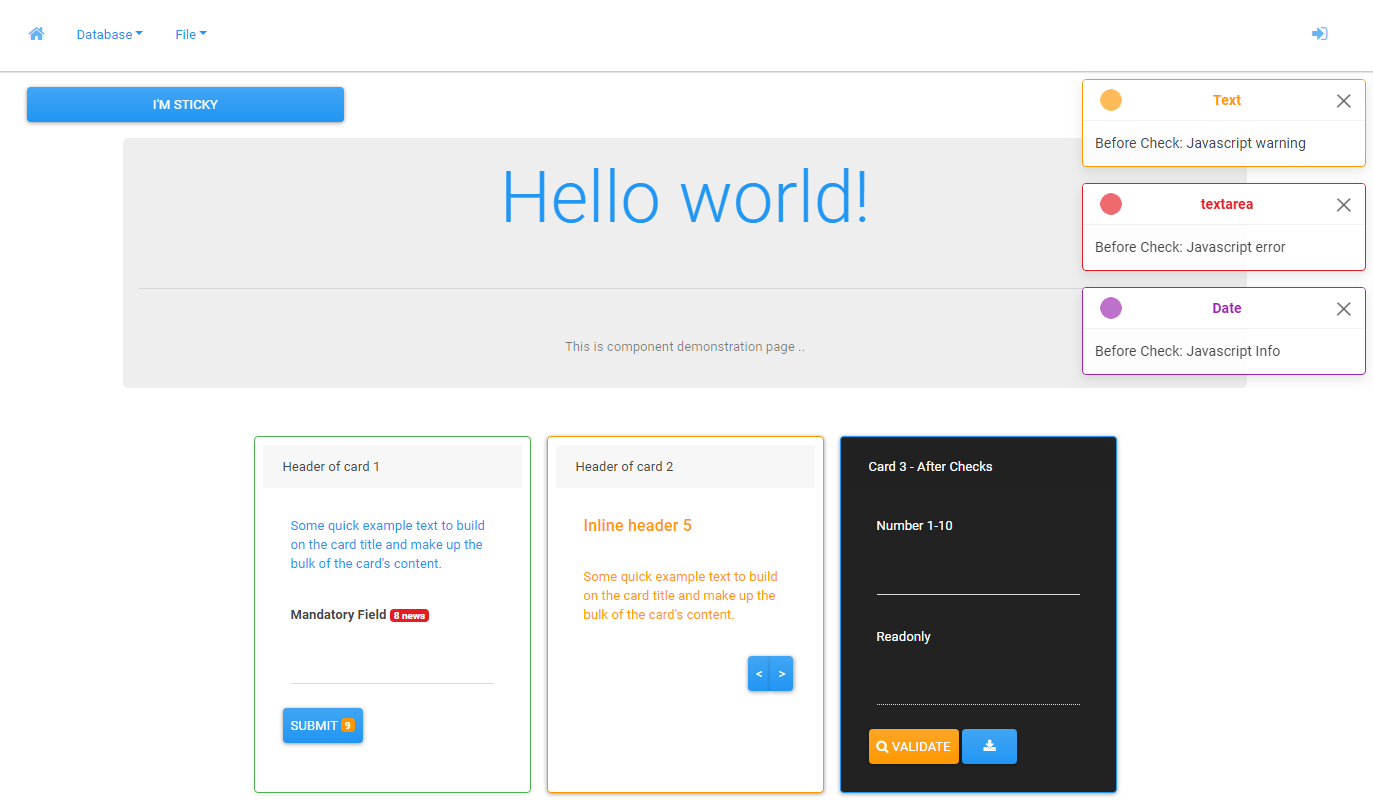 Database
File
I'M STICKY
Text
Before Check: Javascript warning
textarea
Before Check: Javascript error
Date
Before Check: Javascript Info
Hello world!
This is component demonstration page ..
Header of card 1
Some quick example text to build
on the card title and make up the
bulk of the card's content.
Mandatory Field 8 news
SUBMIT 9
Header of card 2
Inline header 5
Some quick example text to build
on the card title and make up the
bulk of the card's content.
< >
Card 3 - After Checks
Number 1-10
Readonly
VALIDATE